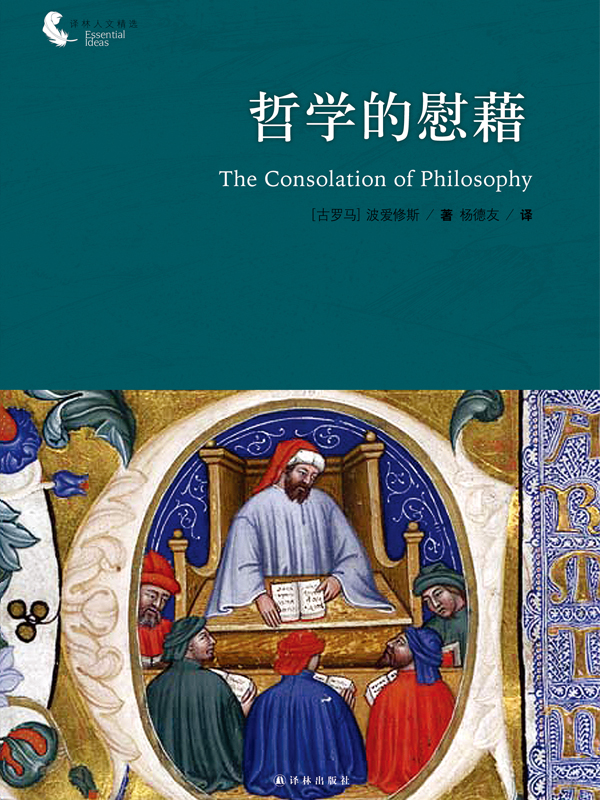 译林人文精选
Essential
Ideas
哲学的慰藉
The Consolation of Philosophy
[古罗马] 波爱修斯 / 著 杨德友 / 译
译林出版社